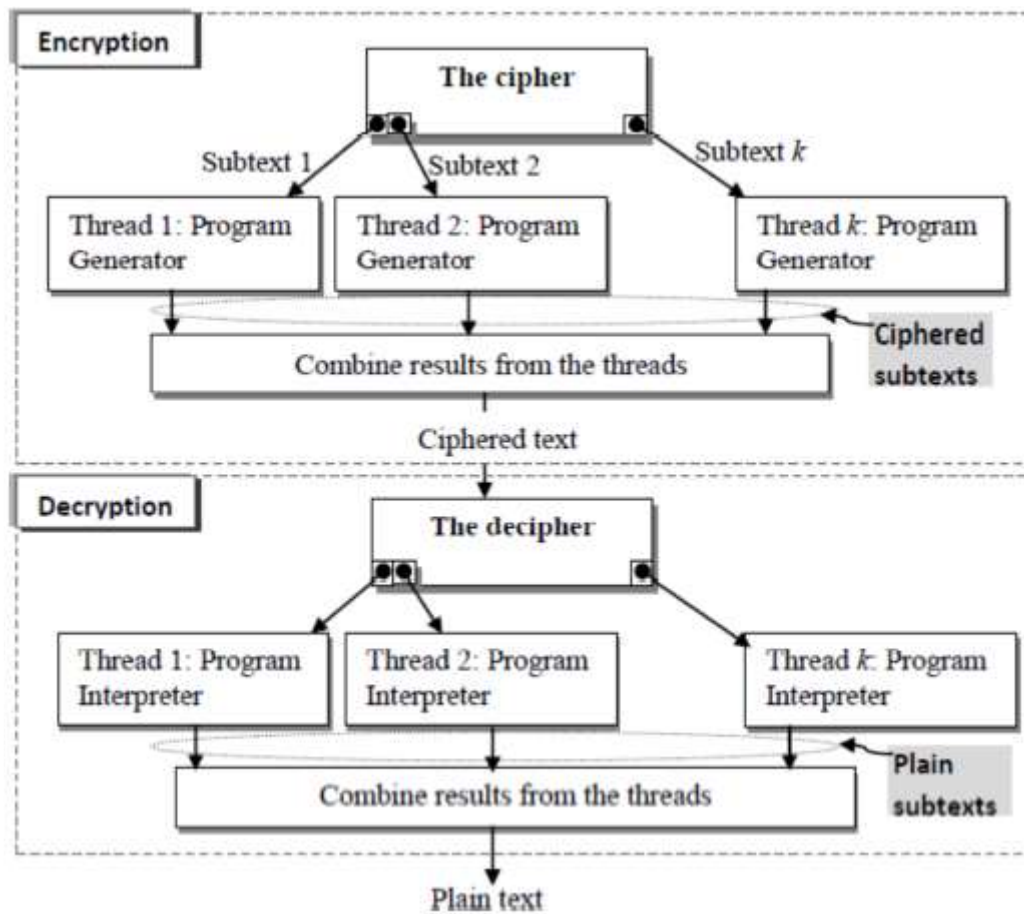 Encryption
The cipher
Subtext 1
Subtext 2
Subtext k
Thread 1: Program
Generator
Thread 2: Program
Generator
Thread k: Program
Generator
Ciphered
subtexts
Combine results from the threads
Ciphered text
Decryption
The decipher
Thread 1: Program
Interpreter
Thread 2: Program
Interpreter
Thread k: Program
Interpreter
Plain
subtexts
Combine results from the threads
Plain text